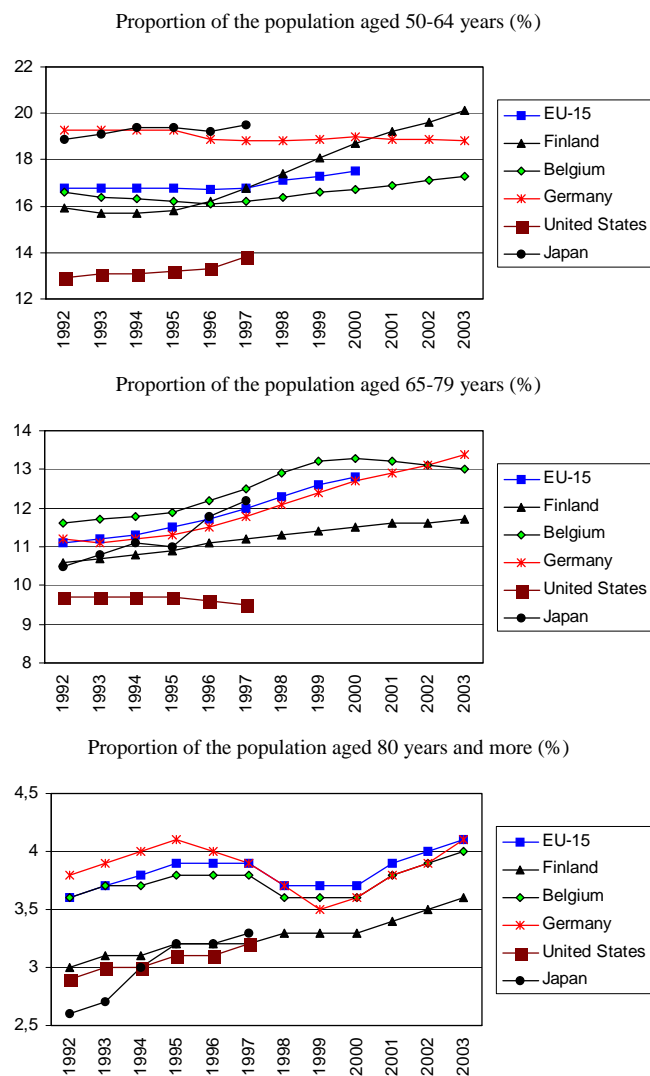 Proportion of the population aged 50-64 years (%)
22
20
18
16
14
12
1992
1993
1994
1995
1996
1997
1998
1999
2000
2001
2002
2003
EU-15
Finland
Belgium
Germany
United States
Japan
Proportion of the population aged 65-79 years (%)
14
13
12
11
10
9
8
1992
1993
1994
1995
1996
1997
1998
1999
2000
2001
2002
2003
EU-15
Finland
Belgium
Germany
United States
Japan
Proportion of the population aged 80 years and more (%)
4,5
4
3,5
3
2,5
1992
1993
1994
1995
1996
1997
1998
1999
2000
2001
2002
2003
EU-15
Finland
Belgium
Germany
United States
Japan